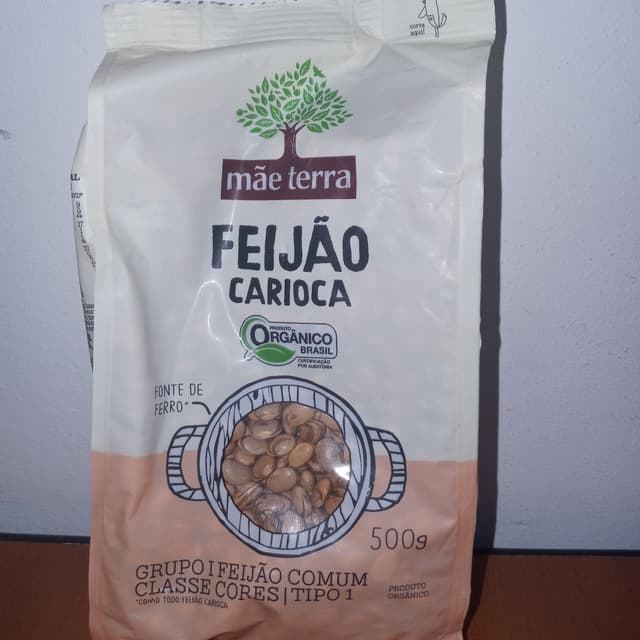 corte
aqui!
mãe terra
FEIJÃO
CARIOCA
PRODUTO
ORGÂNICO
BRASIL
CERTIFICAÇÃO
POR AUDITORIA
FONTE DE
FERRO*
500g
GRUPO I FEIJÃO COMUM
CLASSE CORES | TIPO 1
*COMO TODO FEIJÃO CARIOCA
PRODUTO
ORGÂNICO